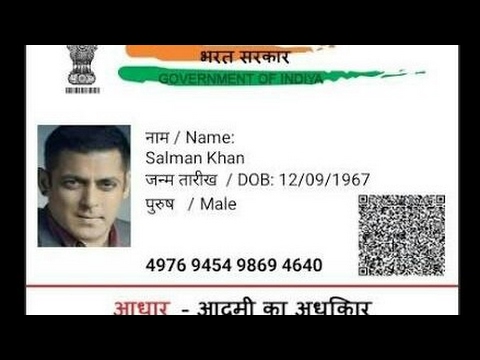 भरत सरकार
GOVERNMENT OF INDIYA
नाम / Name:
Salman Khan
जन्म तारीख / DOB: 12/09/1967
पुरुष / Male
4976 9454 9869 4640
आधार - आदमी का